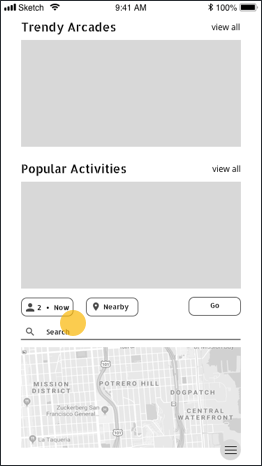 Sketch 9:41 AM 100%
Trendy Arcades view all
Popular Activities view all
2 • Now Nearby Go
Search
101
MISSION
DISTRICT
POTRERO HILL
DOGPATCH
CENTRAL
WATERFRONT
Zuckerberg San
Francisco General...
101
La Taqueria